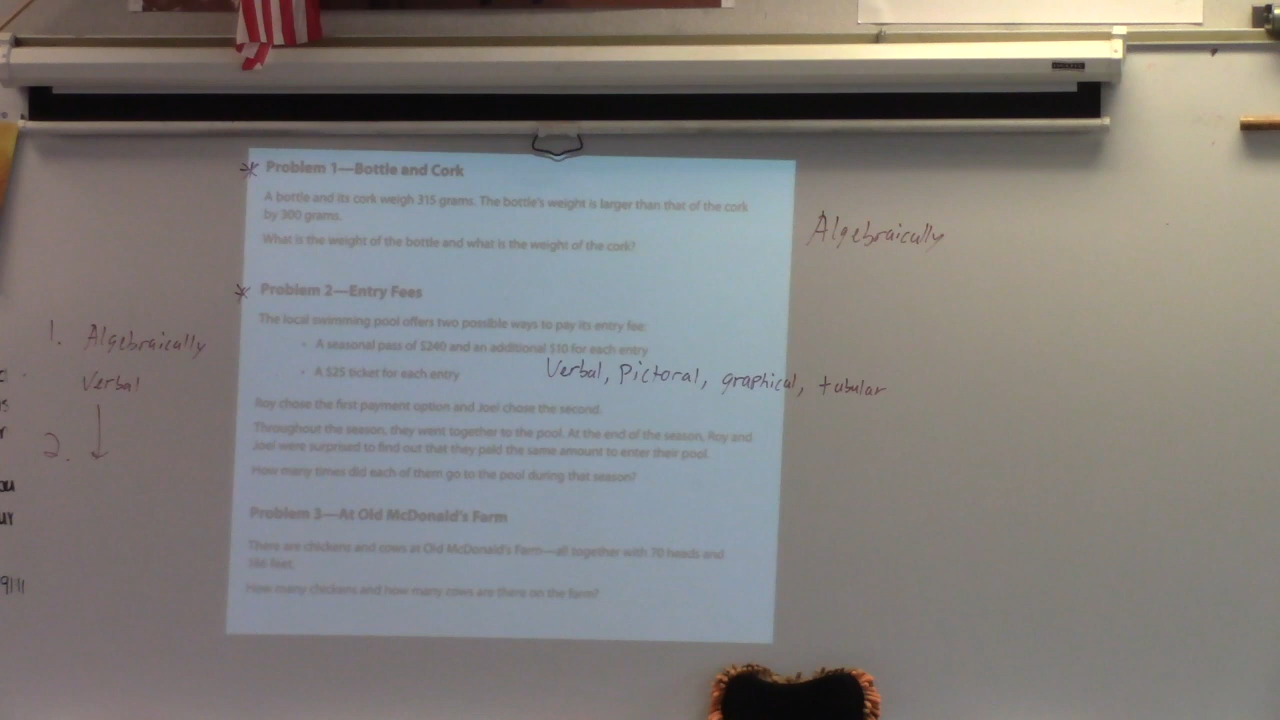 * Problem 1—Bottle and Cork
A bottle and its cork weigh 315 grams. The bottle's weight is larger than that of the cork
by 300 grams.
What is the weight of the bottle and what is the weight of the cork?
Algebraically
* Problem 2—Entry Fees
The local swimming pool offers two possible ways to pay its entry fee:
• A seasonal pass of $240 and an additional $10 for each entry
• A $25 ticket for each entry
Verbal, Pictoral, graphical, tubular
1. Algebraically
Verbal
2. ↓
Roy chose the first payment option and Joel chose the second.
Throughout the season, they went together to the pool. At the end of the season, Roy and
Joel were surprised to find out that they paid the same amount to enter their pool.
How many times did each of them go to the pool during that season?
Problem 3—At Old McDonald's Farm
There are chickens and cows at Old McDonald's Farm—all together with 70 heads and
feet.
How many chickens and how many cows are there on the farm?